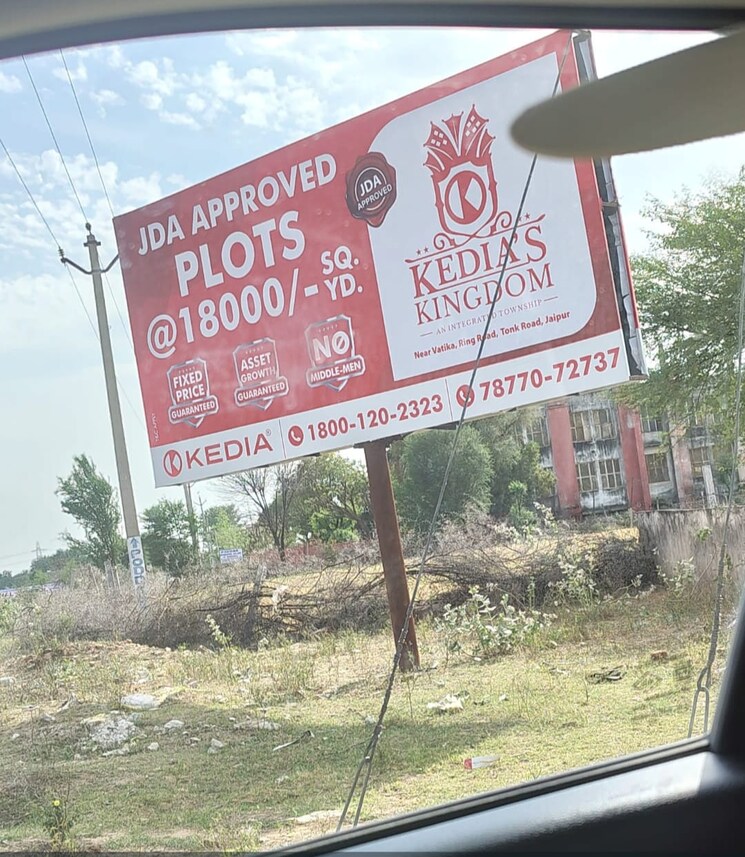 JDA APPROVED
PLOTS
@18000/- SQ. YD.
JDA
APPROVED
FIXED
PRICE
GUARANTEED
ASSET
GROWTH
GUARANTEED
NO
MIDDLE-MEN
K
KEDIA'S
KINGDOM
AN INTEGRATED TOWNSHIP
Near Vatika, Ring Road, Tonk Road, Jaipur
KEDIA®
1800-120-2323
78770-72737